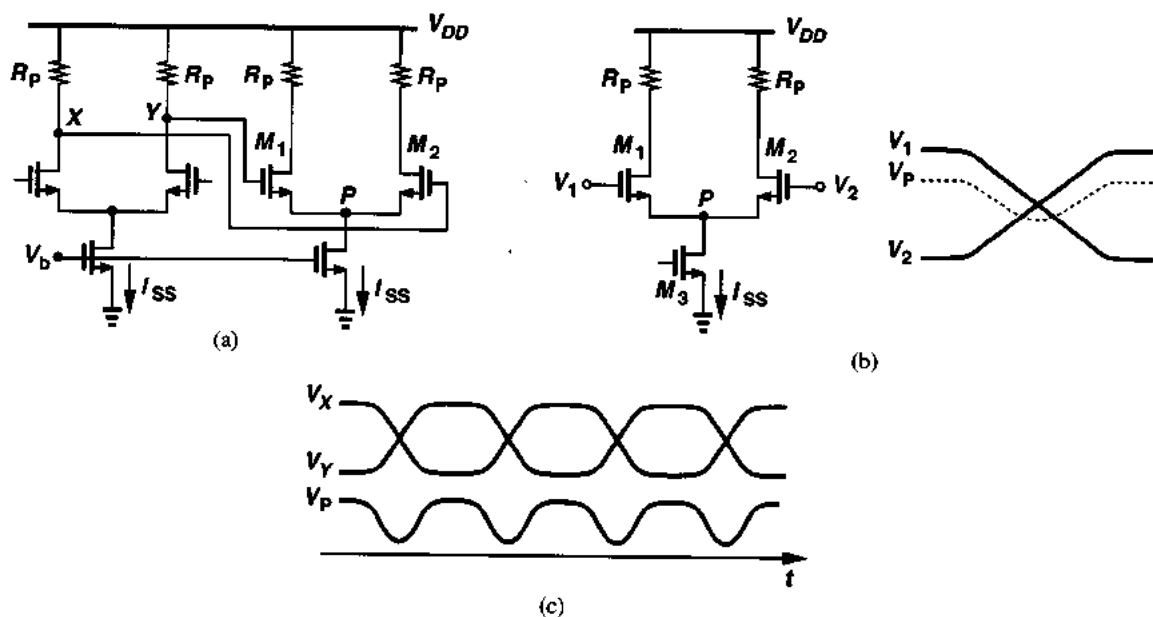 V_DD
R_P R_P R_P R_P
X Y M_1 M_2
P
V_b
I_SS I_SS
(a)
V_DD
R_P R_P
M_1 M_2
V_1 P V_2
M_3 I_SS
V_1
V_P
V_2
(b)
V_X
V_Y
V_P
t
(c)